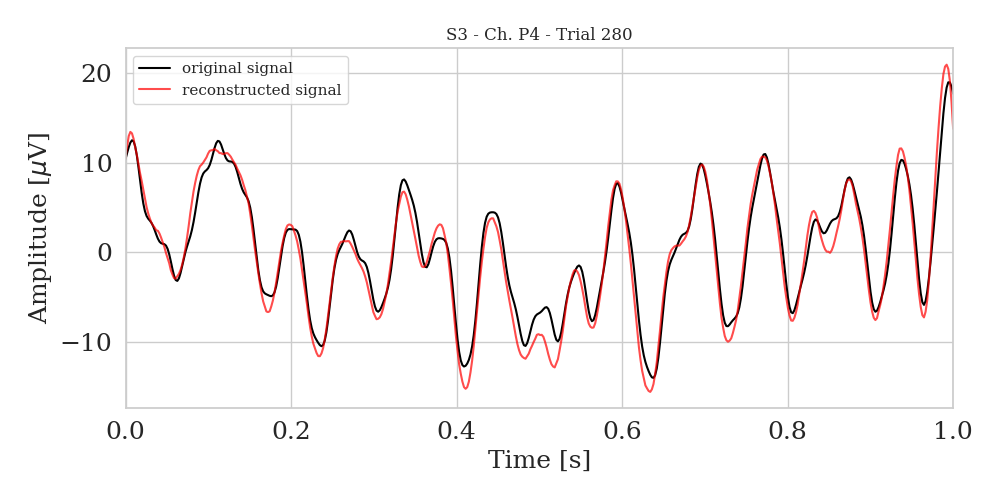 S3 - Ch. P4 - Trial 280
original signal
reconstructed signal
Amplitude [μV]
20
10
0
−10
0.0 0.2 0.4 0.6 0.8 1.0
Time [s]